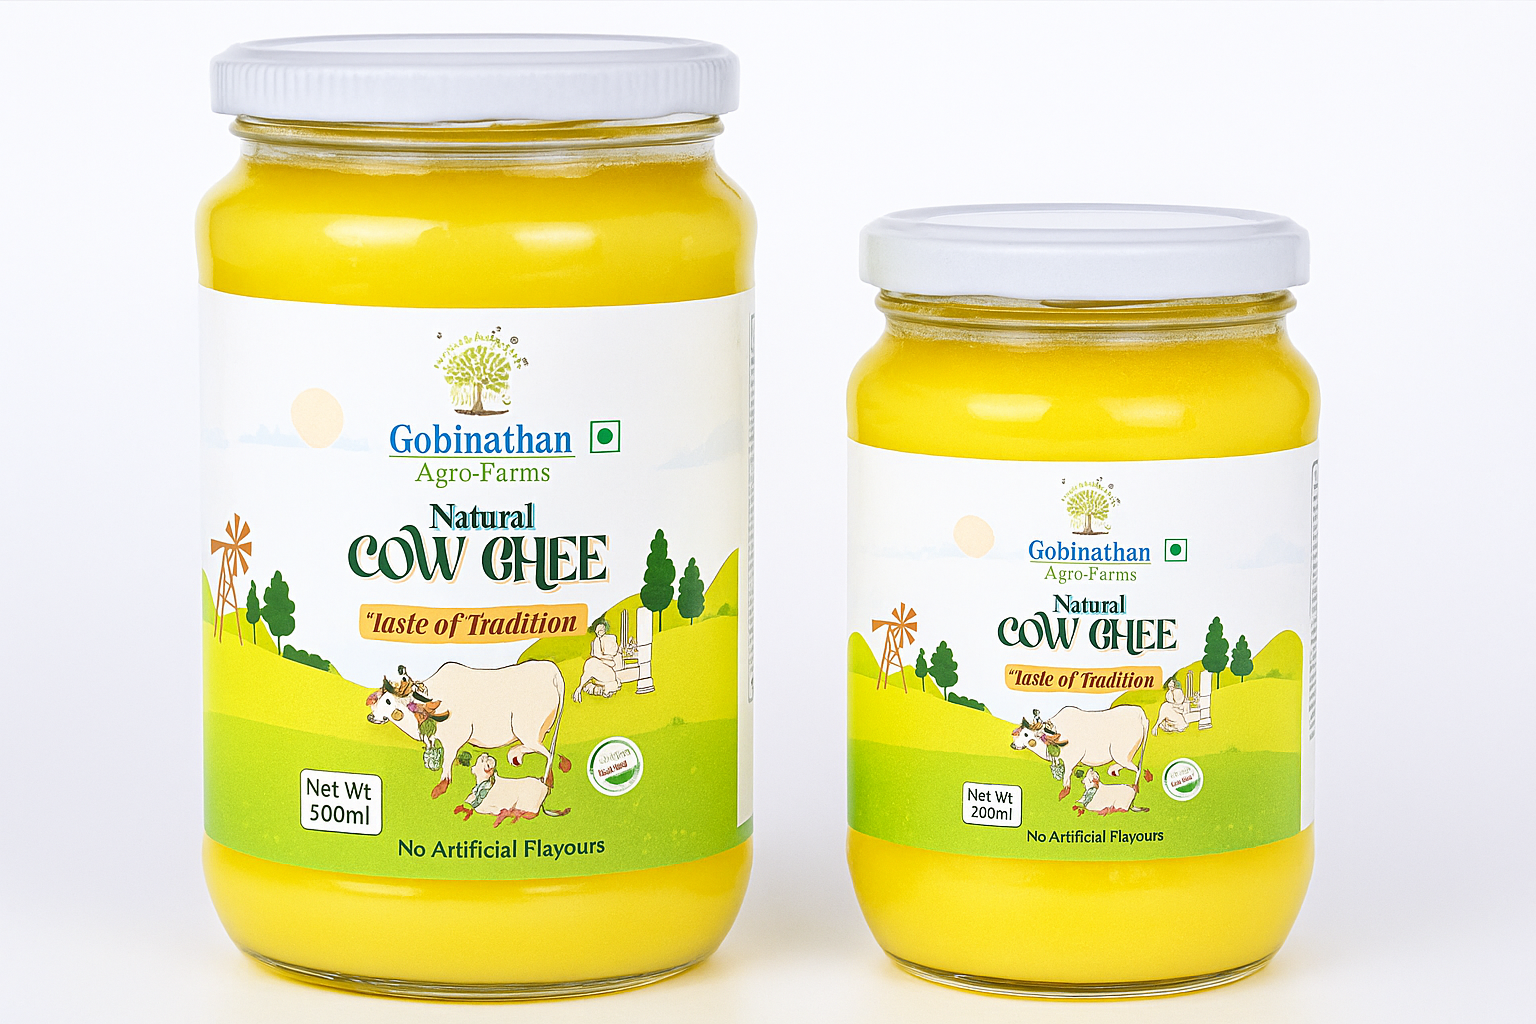 Gobinathan
Agro-Farms
Natural
COW GHEE
"Taste of Tradition
Net Wt
500ml
No Artificial Flayours
Gobinathan
Agro-Farms
Natural
COW GHEE
"Taste of Tradition
Net Wt
200ml
No Artificial Flavours